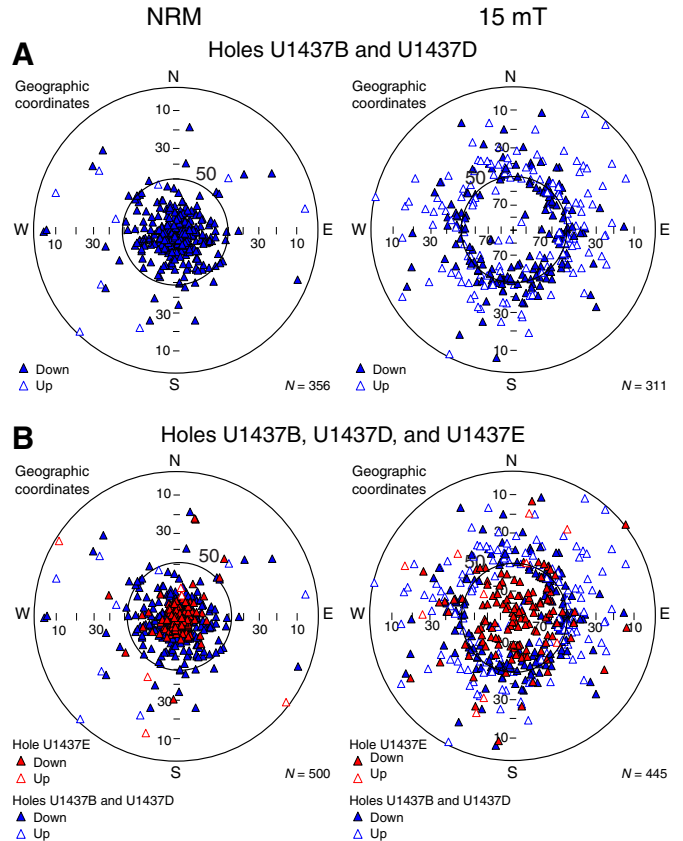 NRM
15 mT
A
Holes U1437B and U1437D
Geographic
coordinates
N
10
30
50
W
10
30
30
10
E
30
10
S
Down
Up
N = 356
Geographic
coordinates
N
10
30
50
70
W
10
30
70
70
30
10
E
70
30
10
S
Down
Up
N = 311
B
Holes U1437B, U1437D, and U1437E
Geographic
coordinates
N
10
30
50
W
10
30
30
10
E
30
10
S
Hole U1437E
Down
Up
N = 500
Holes U1437B and U1437D
Down
Up
Geographic
coordinates
N
10
20
50
W
10
30
70
30
10
E
30
10
S
Hole U1437E
Down
Up
N = 445
Holes U1437B and U1437D
Down
Up